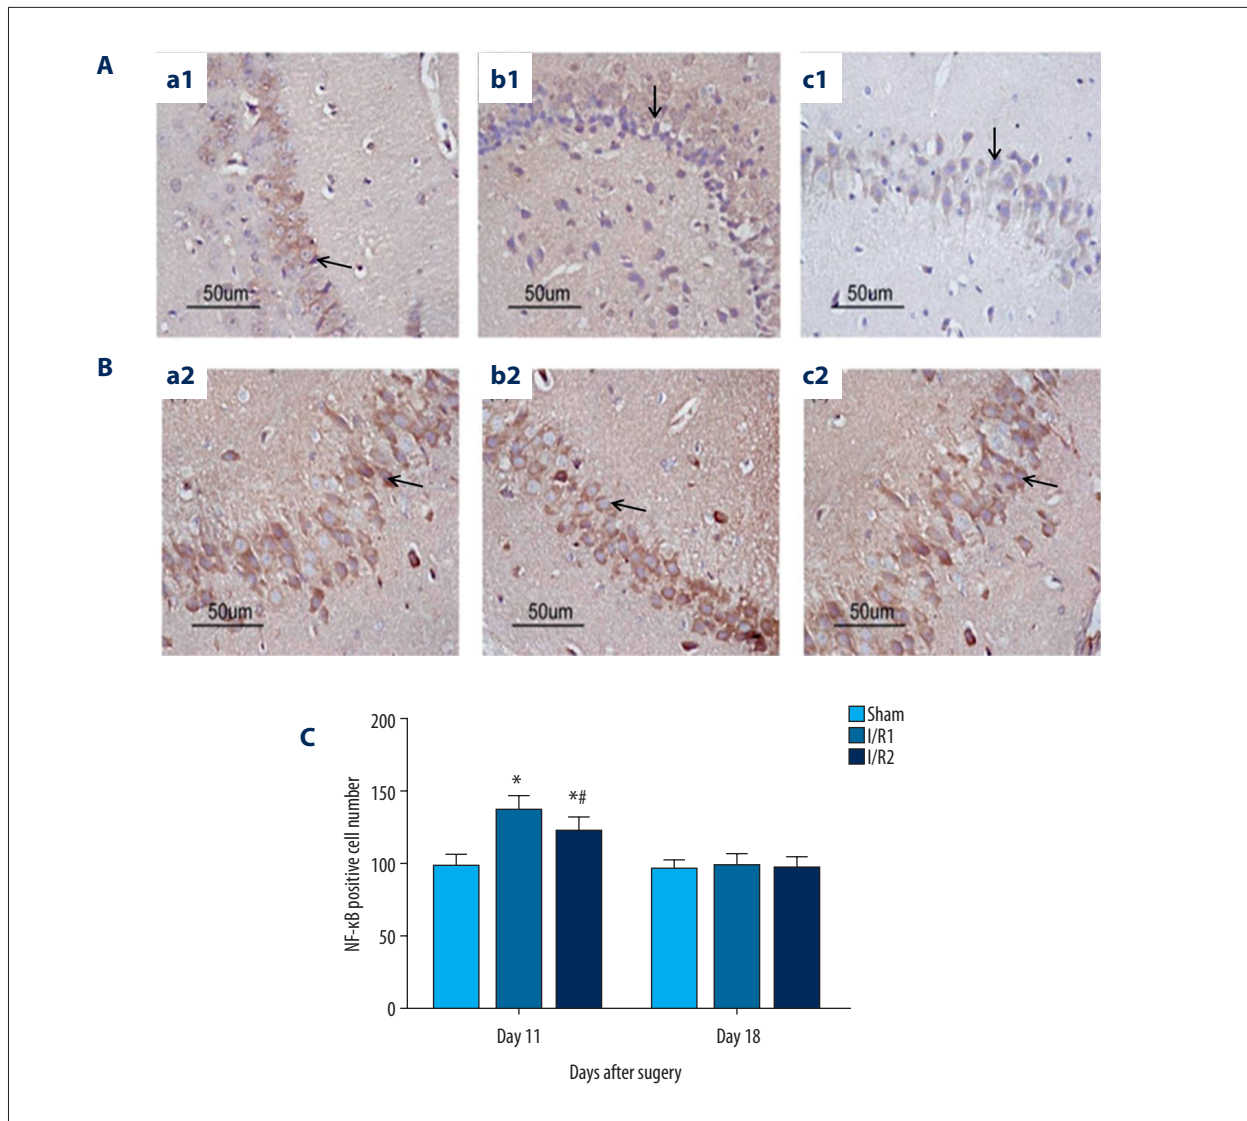 A
a1
b1
c1
50um
50um
50um
B
a2
b2
c2
50um
50um
50um
C
NF-κB positive cell number
200
150
100
50
0
*
*#
Sham
I/R1
I/R2
Day 11
Day 18
Days after sugery